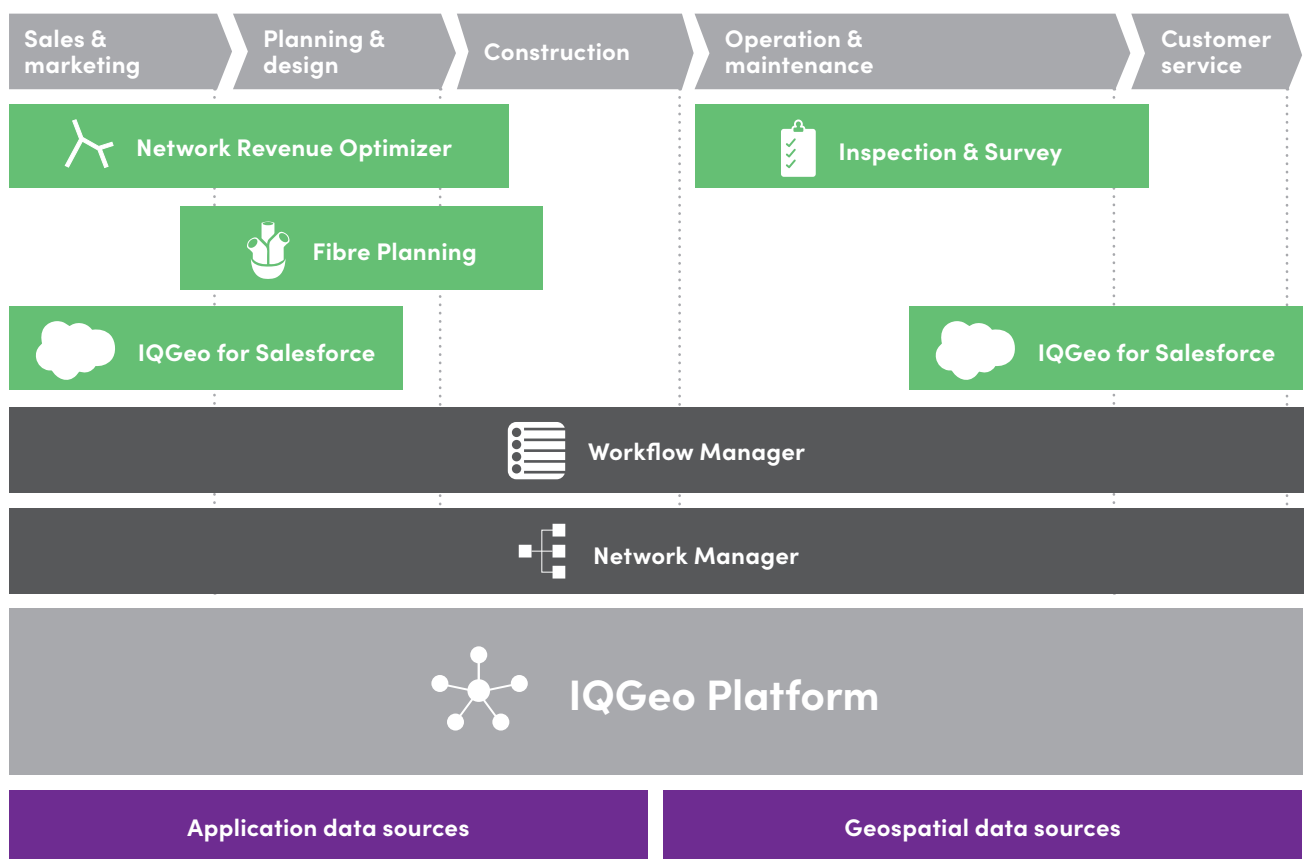 Sales &
marketing
Planning &
design
Construction
Operation &
maintenance
Customer
service
Network Revenue Optimizer
Inspection & Survey
Fibre Planning
IQGeo for Salesforce
IQGeo for Salesforce
Workflow Manager
Network Manager
IQGeo Platform
Application data sources
Geospatial data sources